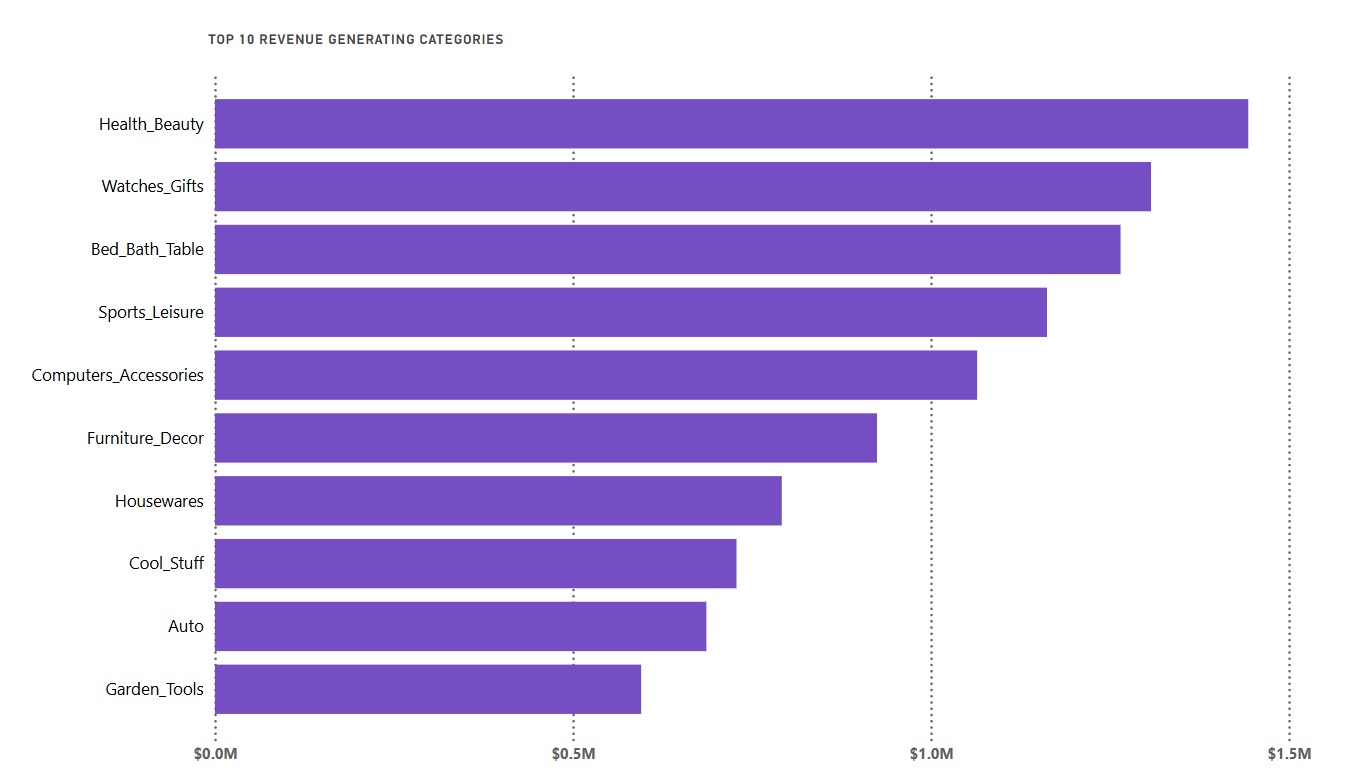 TOP 10 REVENUE GENERATING CATEGORIES
Health_Beauty
Watches_Gifts
Bed_Bath_Table
Sports_Leisure
Computers_Accessories
Furniture_Decor
Housewares
Cool_Stuff
Auto
Garden_Tools
$0.0M $0.5M $1.0M $1.5M